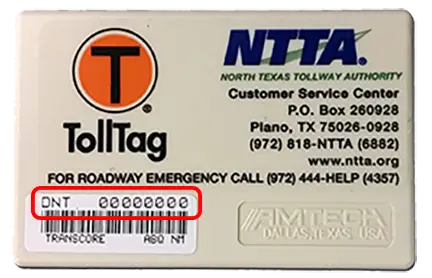 T
TollTag®
NTTA®
NORTH TEXAS TOLLWAY AUTHORITY
Customer Service Center
P.O. Box 260928
Plano, TX 75026-0928
(972) 818-NTTA (6882)
www.ntta.org
FOR ROADWAY EMERGENCY CALL (972) 444-HELP (4357)
DNT 00000000
TRANSCORE ABQ NM
AMTECH
DALLAS, TEXAS, USA